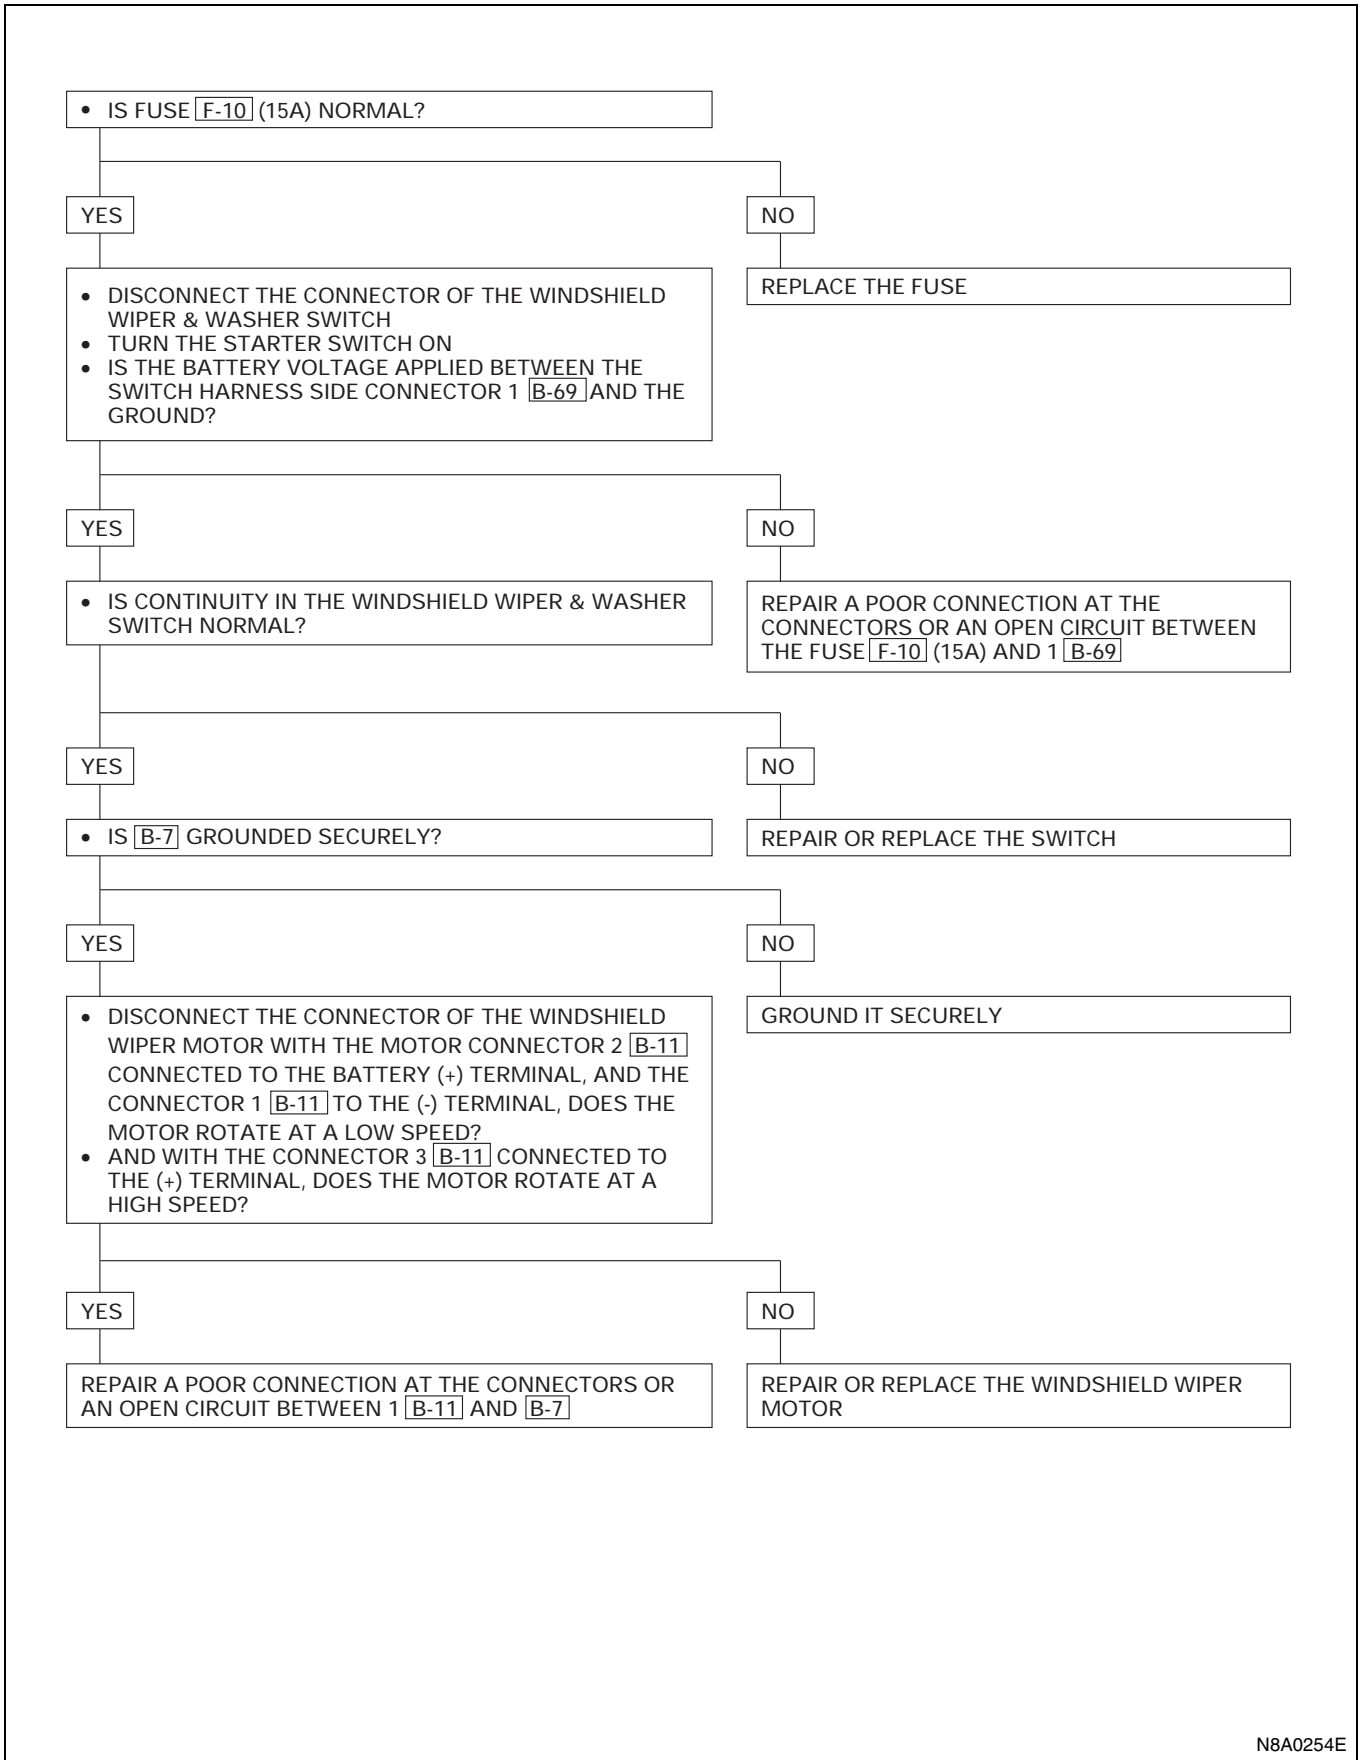 • IS FUSE F-10 (15A) NORMAL?
YES
NO
• DISCONNECT THE CONNECTOR OF THE WINDSHIELD
WIPER & WASHER SWITCH
• TURN THE STARTER SWITCH ON
• IS THE BATTERY VOLTAGE APPLIED BETWEEN THE
SWITCH HARNESS SIDE CONNECTOR 1 B-69 AND THE
GROUND?
REPLACE THE FUSE
YES
NO
• IS CONTINUITY IN THE WINDSHIELD WIPER & WASHER
SWITCH NORMAL?
REPAIR A POOR CONNECTION AT THE
CONNECTORS OR AN OPEN CIRCUIT BETWEEN
THE FUSE F-10 (15A) AND 1 B-69
YES
NO
• IS B-7 GROUNDED SECURELY?
REPAIR OR REPLACE THE SWITCH
YES
NO
• DISCONNECT THE CONNECTOR OF THE WINDSHIELD
WIPER MOTOR WITH THE MOTOR CONNECTOR 2 B-11
CONNECTED TO THE BATTERY (+) TERMINAL, AND THE
CONNECTOR 1 B-11 TO THE (-) TERMINAL, DOES THE
MOTOR ROTATE AT A LOW SPEED?
• AND WITH THE CONNECTOR 3 B-11 CONNECTED TO
THE (+) TERMINAL, DOES THE MOTOR ROTATE AT A
HIGH SPEED?
GROUND IT SECURELY
YES
NO
REPAIR A POOR CONNECTION AT THE CONNECTORS OR
AN OPEN CIRCUIT BETWEEN 1 B-11 AND B-7
REPAIR OR REPLACE THE WINDSHIELD WIPER
MOTOR
N8A0254E